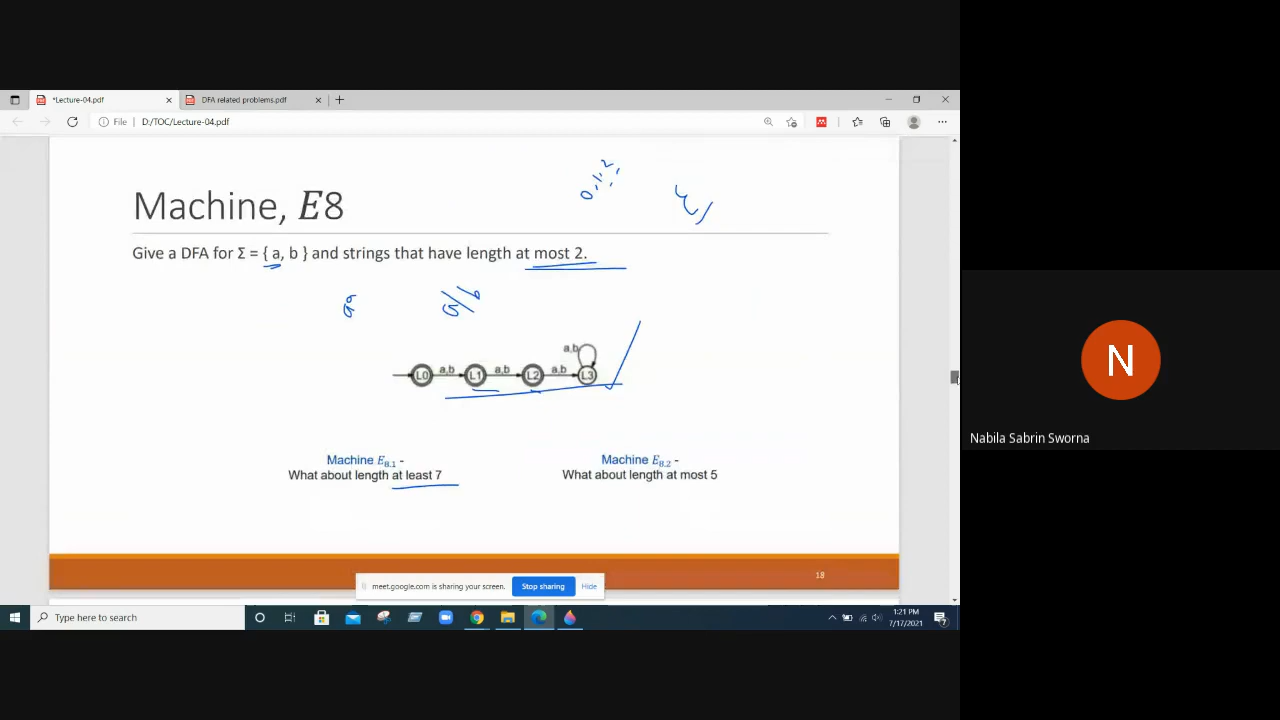 *Lecture-04.pdf
DFA related problems.pdf
File
D:/TOC/Lecture-04.pdf
Machine, E8
0, 1, 2,
Give a DFA for Σ = { a, b } and strings that have length at most 2.
a,b
L0 a,b L1 a,b L2 a,b L3
Machine E8.1 -
What about length at least 7
Machine E8.2 -
What about length at most 5
18
meet.google.com is sharing your screen.
Stop sharing
Hide
Type here to search
1:21 PM
7/17/2021
N
Nabila Sabrin Sworna